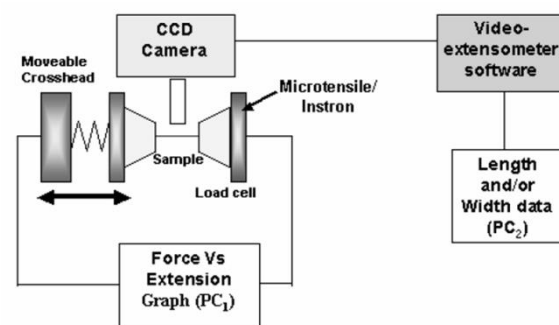 CCD
Camera
Video-
extensometer
software
Moveable
Crosshead
Microtensile/
Instron
Sample
Load cell
Length
and/or
Width data
(PC₂)
Force Vs
Extension
Graph (PC₁)